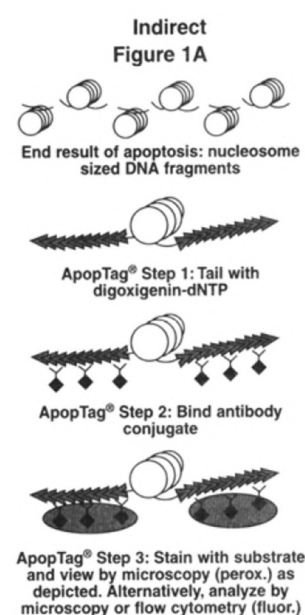 Indirect
Figure 1A
End result of apoptosis: nucleosome
sized DNA fragments
ApopTag® Step 1: Tail with
digoxigenin-dNTP
ApopTag® Step 2: Bind antibody
conjugate
ApopTag® Step 3: Stain with substrate
and view by microscopy (perox.) as
depicted. Alternatively, analyze by
microscopy or flow cytometry (fluor.)